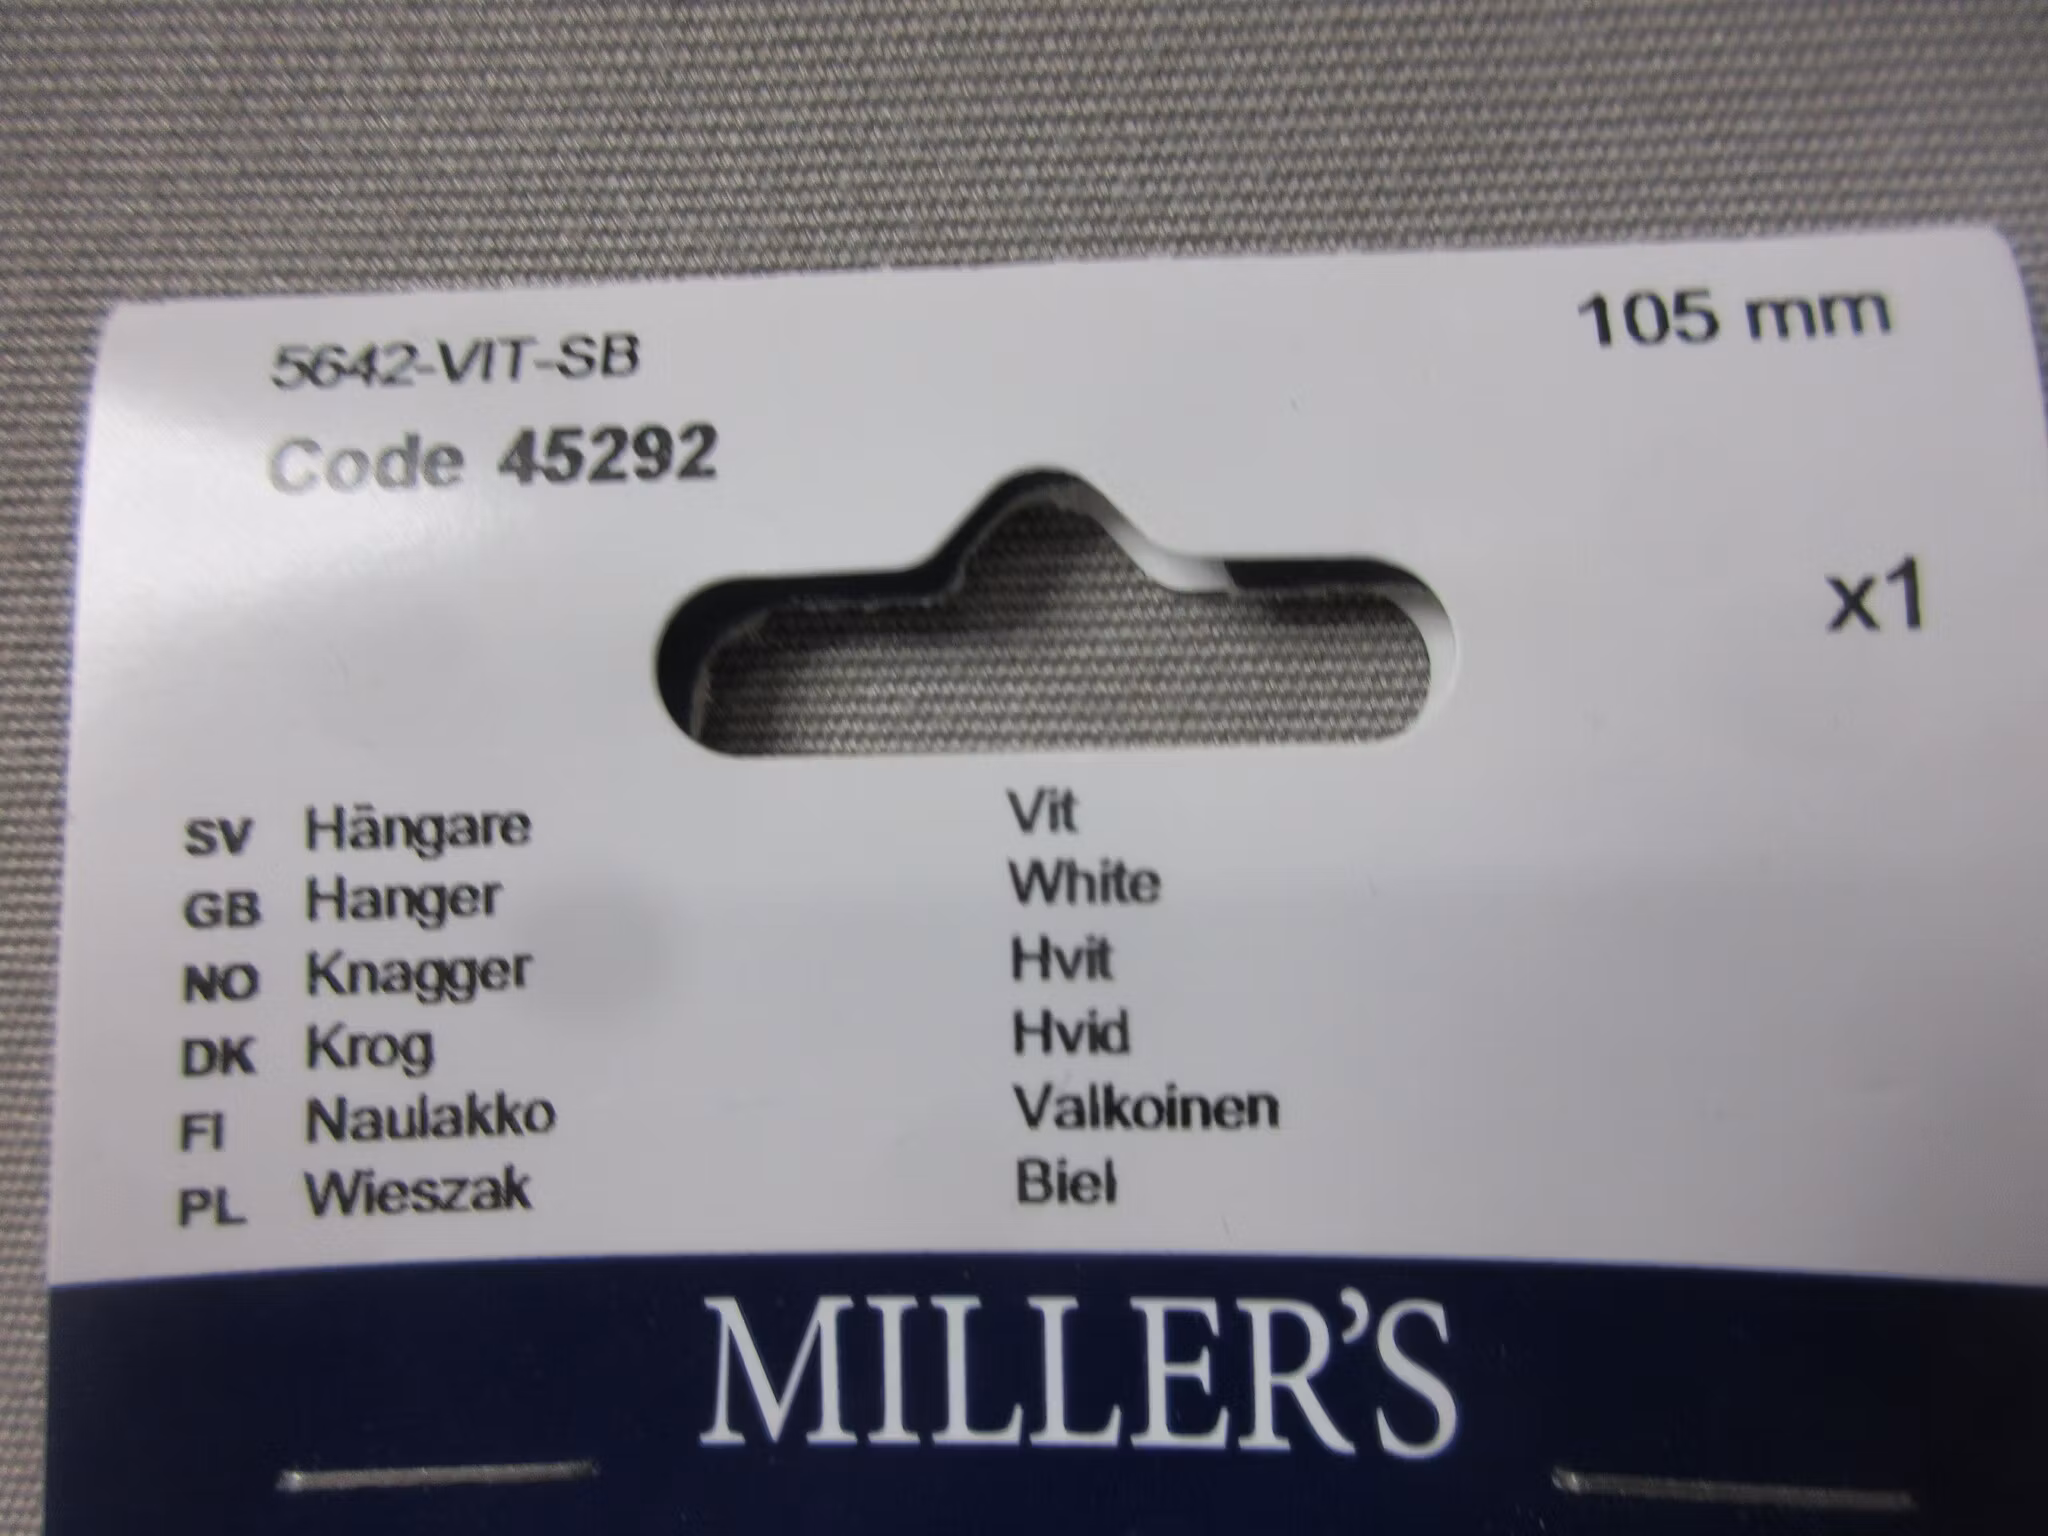 5642-VIT-SB
105 mm
Code 45292
x1
SV Hängare Vit
GB Hanger White
NO Knagger Hvit
DK Krog Hvid
FI Naulakko Valkoinen
PL Wieszak Biel
MILLER'S